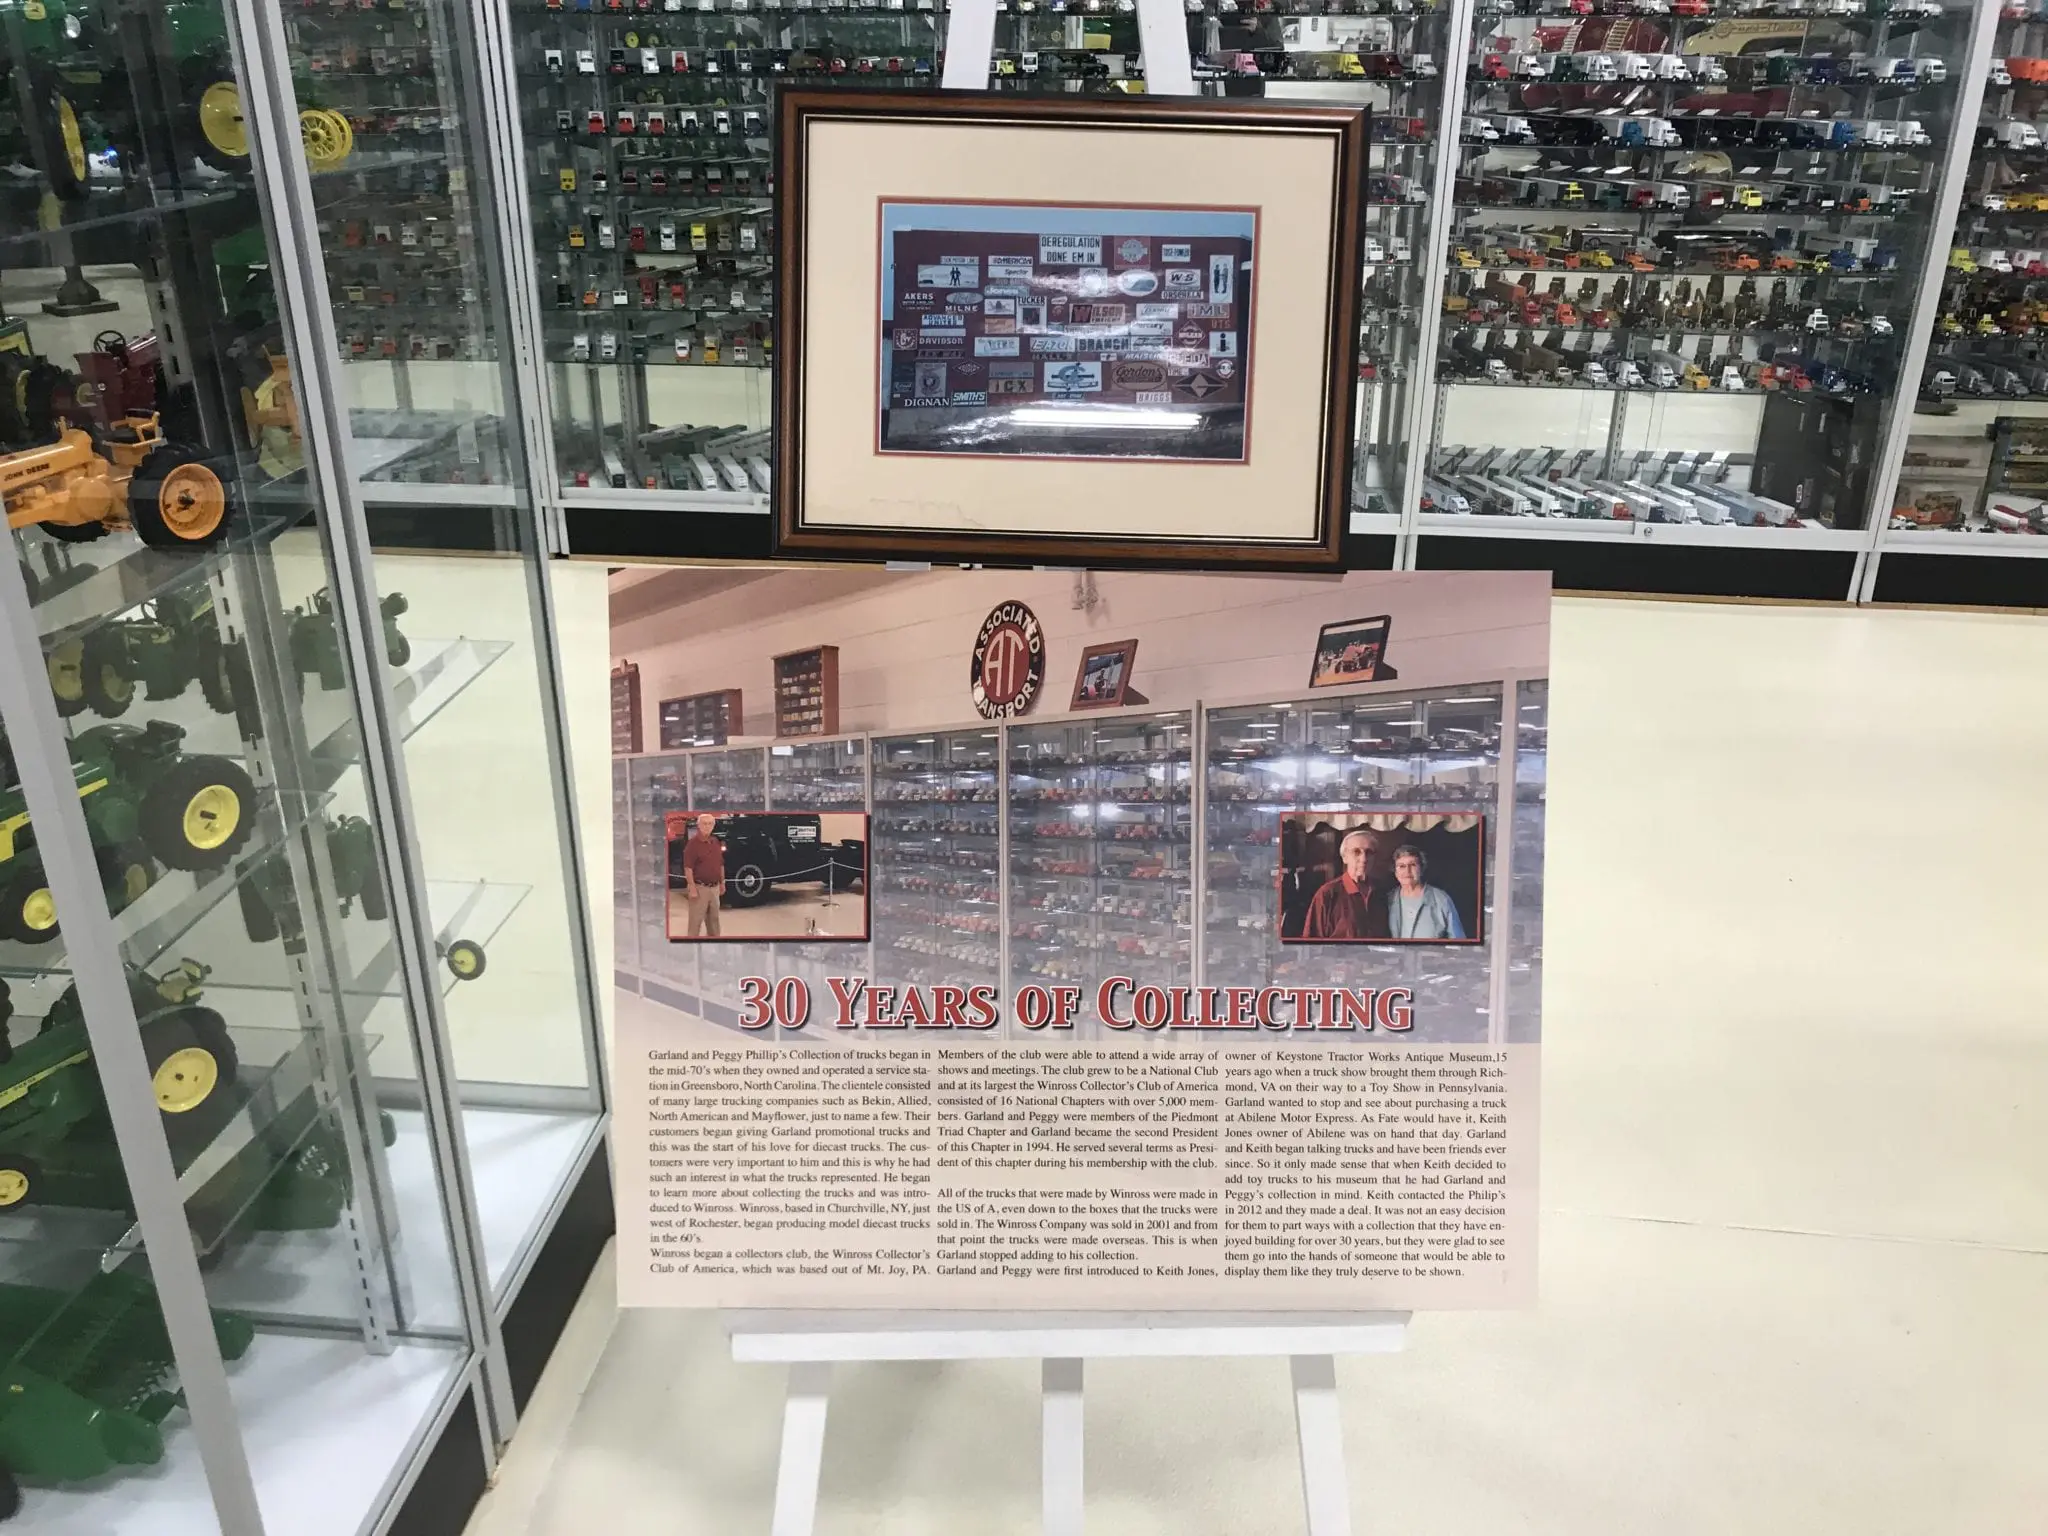 DEREGULATION
DONE EM IN
AMERICAN
Spector
W-S
AKERS
MILNE
TUCKER
WILSON
IML
UTS
ADVANCE
UNITED
DAVIDSON
BRANCH
HALL'S
ICX
Gordons
DIGNAN
SMITH'S
BRIGGS
JOHN DEERE
ASSOCIATED
AT
TRANSPORT
30 YEARS OF COLLECTING
Garland and Peggy Phillip's Collection of trucks began in
the mid-70's when they owned and operated a service sta-
tion in Greensboro, North Carolina. The clientele consisted
of many large trucking companies such as Bekin, Allied,
North American and Mayflower, just to name a few. Their
customers began giving Garland promotional trucks and
this was the start of his love for diecast trucks. The cus-
tomers were very important to him and this is why he had
such an interest in what the trucks represented. He began
to learn more about collecting the trucks and was intro-
duced to Winross. Winross, based in Churchville, NY, just
west of Rochester, began producing model diecast trucks
in the 60's.
Winross began a collectors club, the Winross Collector's
Club of America, which was based out of Mt. Joy, PA.
Members of the club were able to attend a wide array of
shows and meetings. The club grew to be a National Club
and at its largest the Winross Collector's Club of America
consisted of 16 National Chapters with over 5,000 mem-
bers. Garland and Peggy were members of the Piedmont
Triad Chapter and Garland became the second President
of this Chapter in 1994. He served several terms as Presi-
dent of this chapter during his membership with the club.
All of the trucks that were made by Winross were made in
the US of A, even down to the boxes that the trucks were
sold in. The Winross Company was sold in 2001 and from
that point the trucks were made overseas. This is when
Garland stopped adding to his collection.
Garland and Peggy were first introduced to Keith Jones,
owner of Keystone Tractor Works Antique Museum,15
years ago when a truck show brought them through Rich-
mond, VA on their way to a Toy Show in Pennsylvania.
Garland wanted to stop and see about purchasing a truck
at Abilene Motor Express. As Fate would have it, Keith
Jones owner of Abilene was on hand that day. Garland
and Keith began talking trucks and have been friends ever
since. So it only made sense that when Keith decided to
add toy trucks to his museum that he had Garland and
Peggy's collection in mind. Keith contacted the Philip's
in 2012 and they made a deal. It was not an easy decision
for them to part ways with a collection that they have en-
joyed building for over 30 years, but they were glad to see
them go into the hands of someone that would be able to
display them like they truly deserve to be shown.